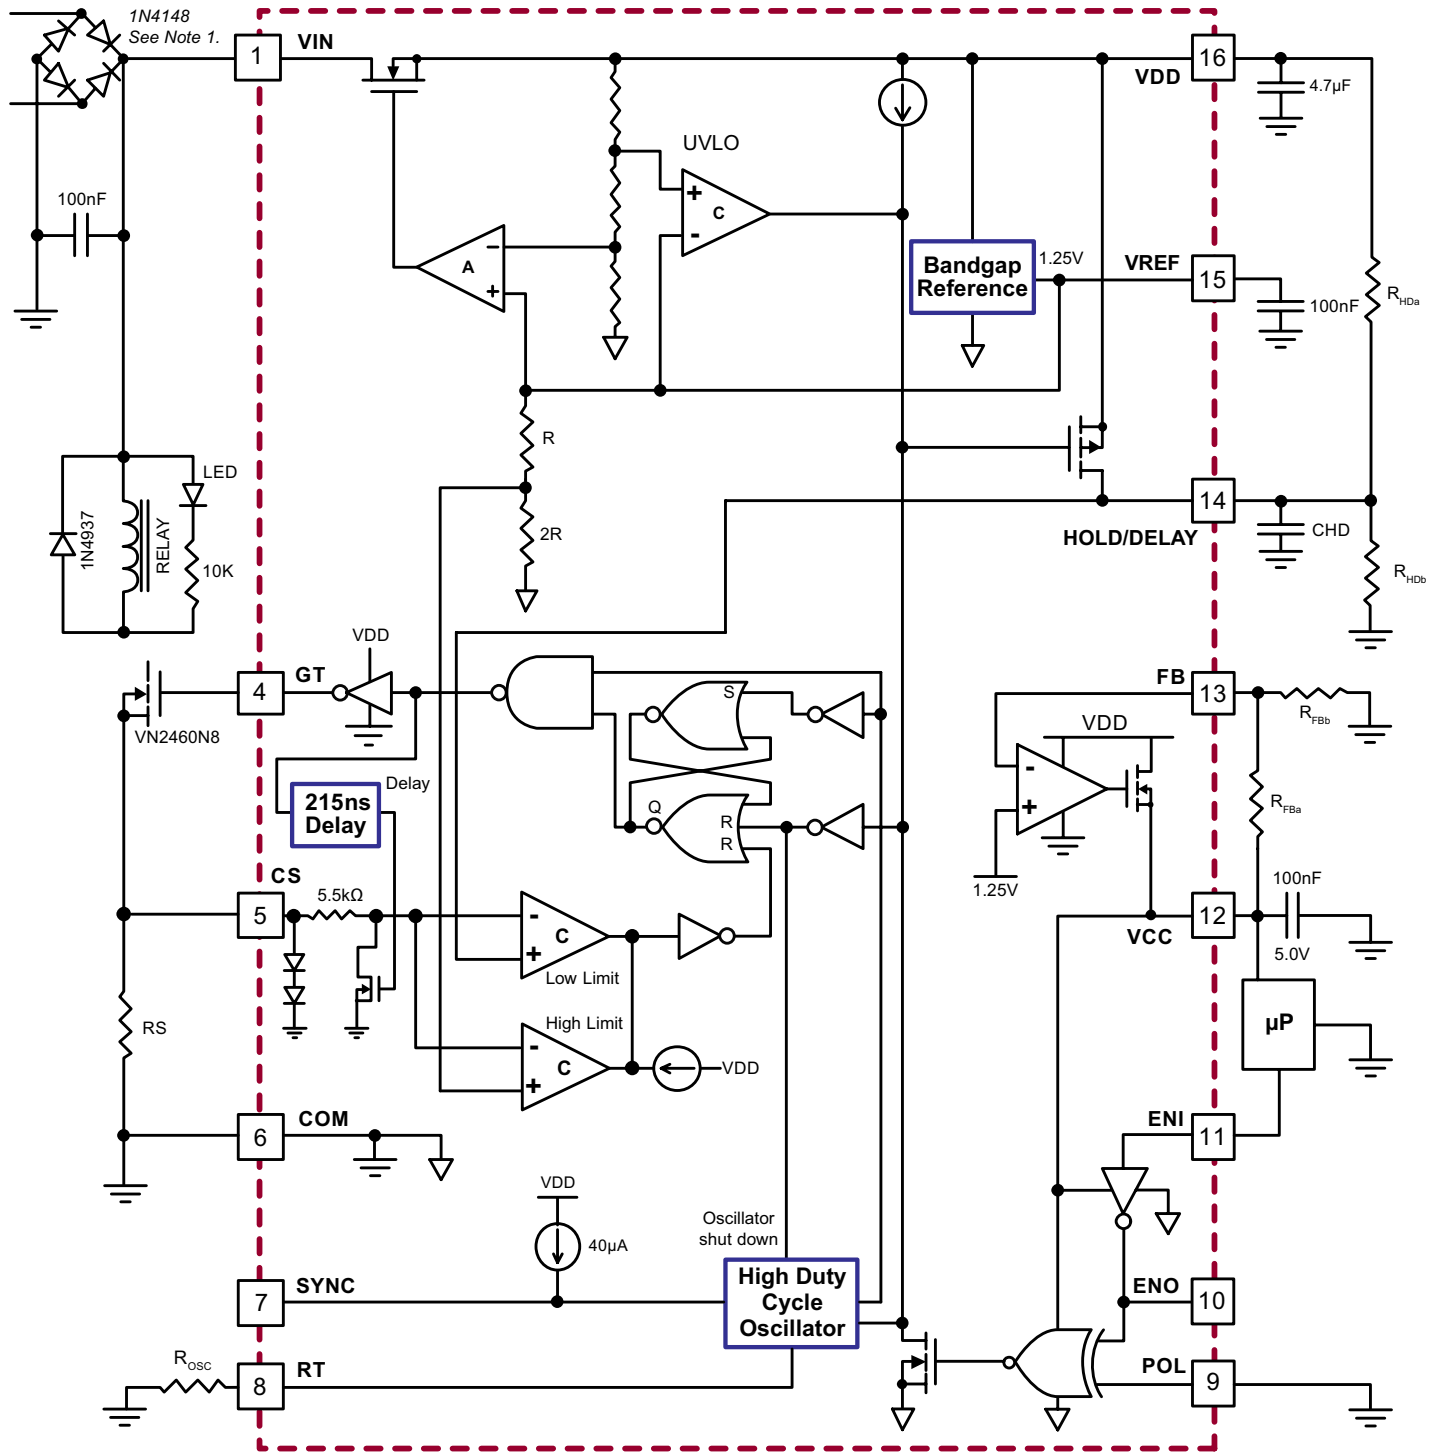 1N4148
See Note 1.
1
VIN
16
VDD
4.7µF
UVLO
+
C
-
100nF
−
A
+
Bandgap
Reference
1.25V
VREF
15
100nF
RHDa
R
2R
LED
1N4937
RELAY
10K
14
HOLD/DELAY
CHD
RHDb
VDD
GT
4
VN2460N8
S
FB
13
RFBb
VDD
-
+
1.25V
RFBa
Delay
215ns
Delay
Q
R
R
CS
5
5.5kΩ
-
C
+
Low Limit
High Limit
-
C
+
VDD
12
VCC
100nF
5.0V
µP
RS
COM
6
ENI
11
VDD
40µA
Oscillator
shut down
SYNC
7
High Duty
Cycle
Oscillator
ENO
10
ROSC
RT
8
POL
9